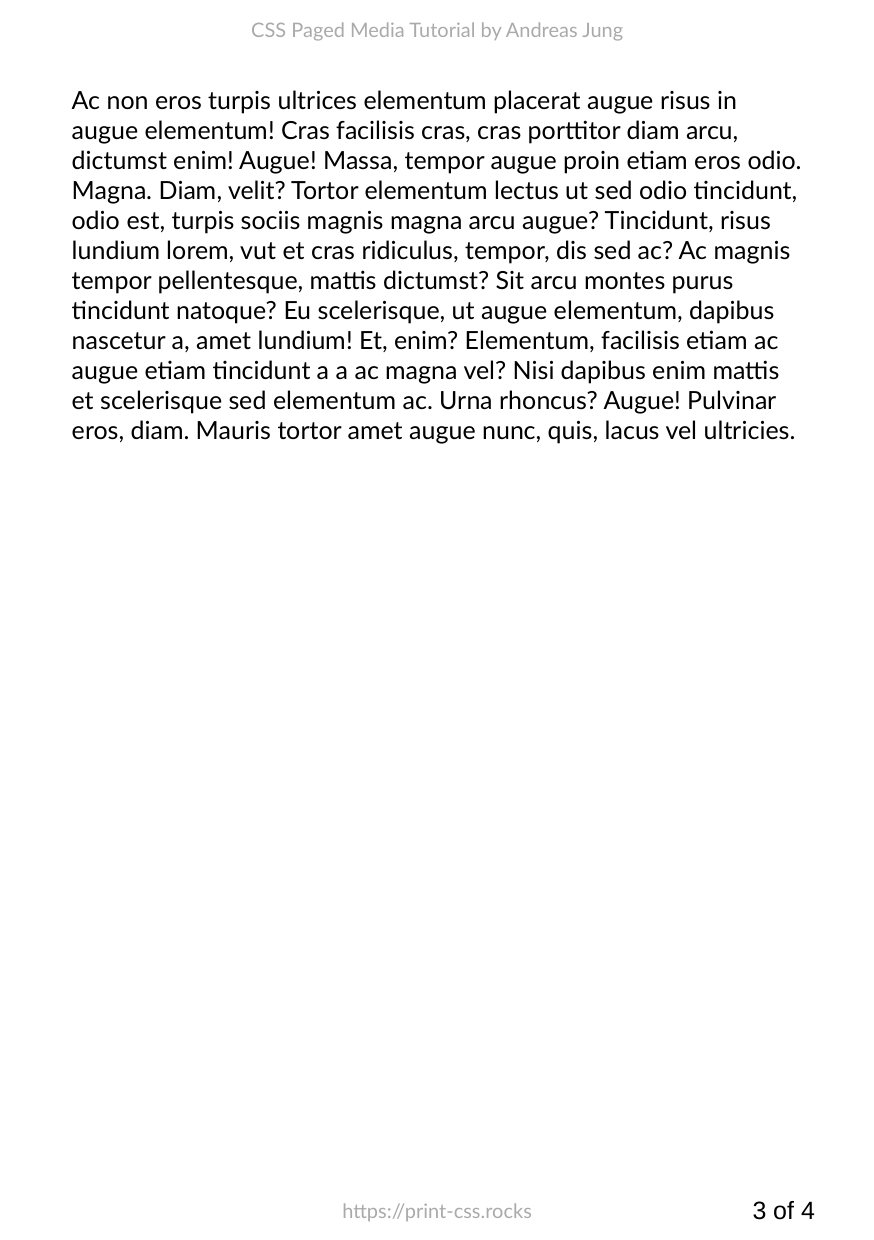 CSS Paged Media Tutorial by Andreas Jung
Ac non eros turpis ultrices elementum placerat augue risus in
augue elementum! Cras facilisis cras, cras porttitor diam arcu,
dictumst enim! Augue! Massa, tempor augue proin etiam eros odio.
Magna. Diam, velit? Tortor elementum lectus ut sed odio tincidunt,
odio est, turpis sociis magnis magna arcu augue? Tincidunt, risus
lundium lorem, vut et cras ridiculus, tempor, dis sed ac? Ac magnis
tempor pellentesque, mattis dictumst? Sit arcu montes purus
tincidunt natoque? Eu scelerisque, ut augue elementum, dapibus
nascetur a, amet lundium! Et, enim? Elementum, facilisis etiam ac
augue etiam tincidunt a a ac magna vel? Nisi dapibus enim mattis
et scelerisque sed elementum ac. Urna rhoncus? Augue! Pulvinar
eros, diam. Mauris tortor amet augue nunc, quis, lacus vel ultricies.
https://print-css.rocks
3 of 4